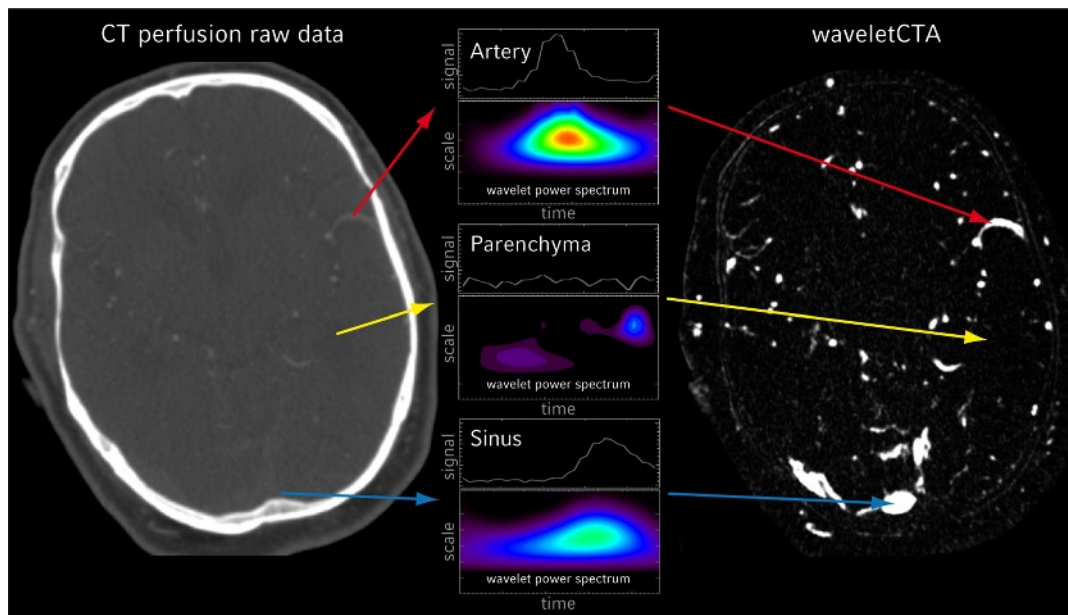 CT perfusion raw data
waveletCTA
signal
Artery
scale
wavelet power spectrum
time
signal
Parenchyma
scale
wavelet power spectrum
time
signal
Sinus
scale
wavelet power spectrum
time